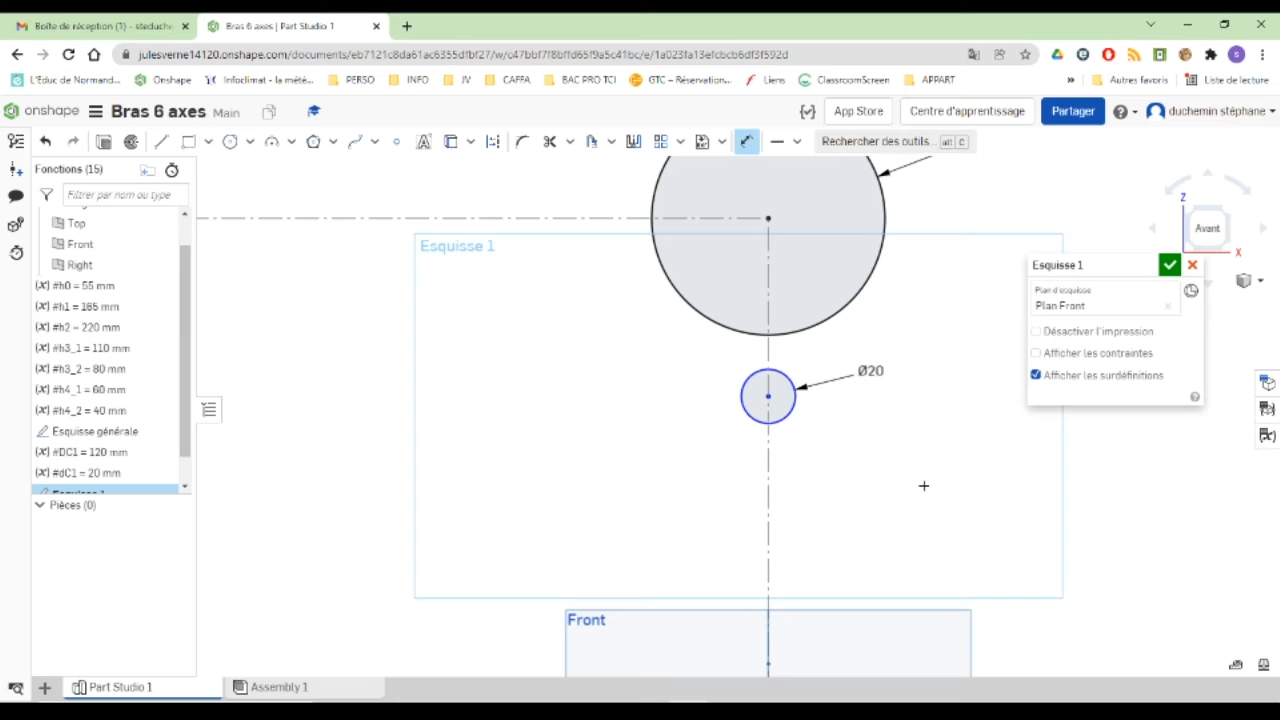 Boîte de réception (1) - steduche
Bras 6 axes | Part Studio 1
julesverne14120.onshape.com/documents/eb7121c8da61ac6355dfbf27/w/c47bbf7f8bffd65f9a5c41bc/e/1a023fa13efcbcb6df3f592d
S
L'Educ de Normand...
Onshape
Infoclimat - la mété...
PERSO
INFO
JV
CAPPA
BAC PRO TCI
GTC – Réservation...
Liens
ClassroomScreen
APPART
»
Autres favoris
Liste de lecture
onshape
Bras 6 axes
Main
App Store
Centre d'apprentissage
Partager
duchemin stéphane
Rechercher des outils...
alt
C
Fonctions (15)
Filtrer par nom ou type
Top
Front
Right
(x) #h0 = 55 mm
(x) #h1 = 165 mm
(x) #h2 = 220 mm
(x) #h3_1 = 110 mm
(x) #h3_2 = 80 mm
(x) #h4_1 = 60 mm
(x) #h4_2 = 40 mm
Esquisse générale
(x) #DC1 = 120 mm
(x) #dC1 = 20 mm
Esquisse 1
Pièces (0)
Esquisse 1
Ø20
Front
Z
Avant
X
Esquisse 1
Plan d'esquisse
Plan Front
Désactiver l'impression
Afficher les contraintes
Afficher les surdéfinitions
Part Studio 1
Assembly 1